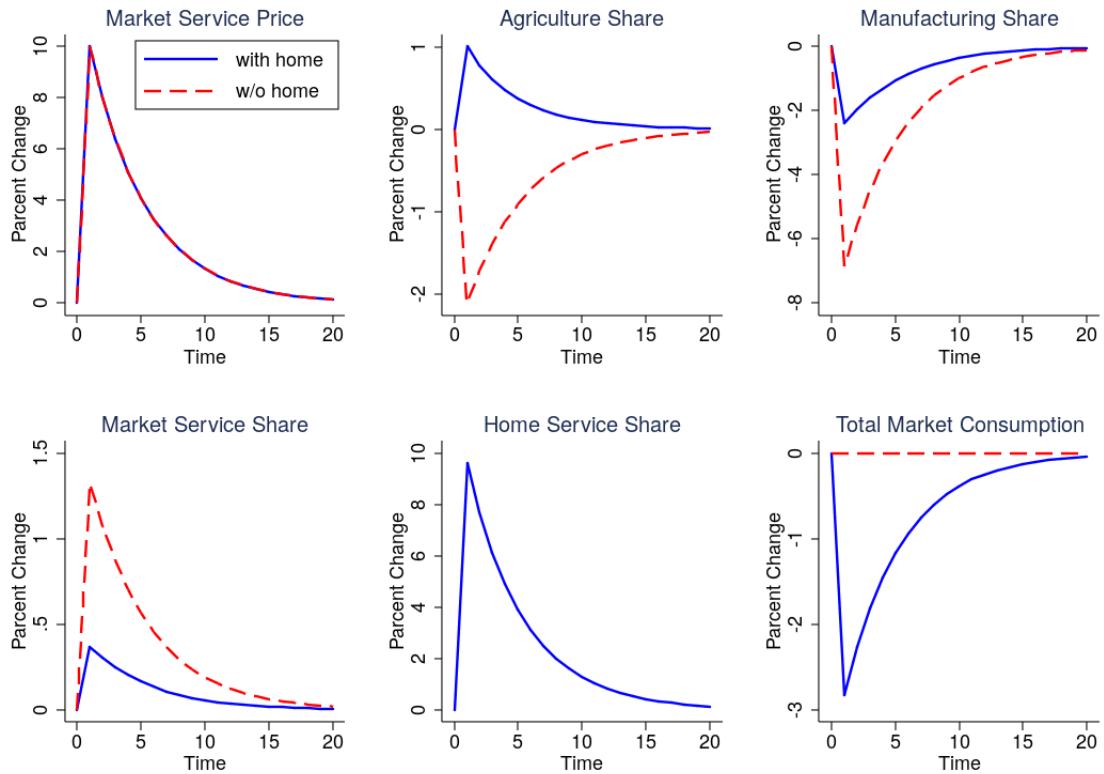 Market Service Price
Parcent Change
10
8
6
4
2
0
with home
w/o home
0 5 10 15 20
Time
Agriculture Share
Parcent Change
1
0
-1
-2
0 5 10 15 20
Time
Manufacturing Share
Parcent Change
0
-2
-4
-6
-8
0 5 10 15 20
Time
Market Service Share
Parcent Change
1.5
1
.5
0
0 5 10 15 20
Time
Home Service Share
Parcent Change
10
8
6
4
2
0
0 5 10 15 20
Time
Total Market Consumption
Parcent Change
0
-1
-2
-3
0 5 10 15 20
Time